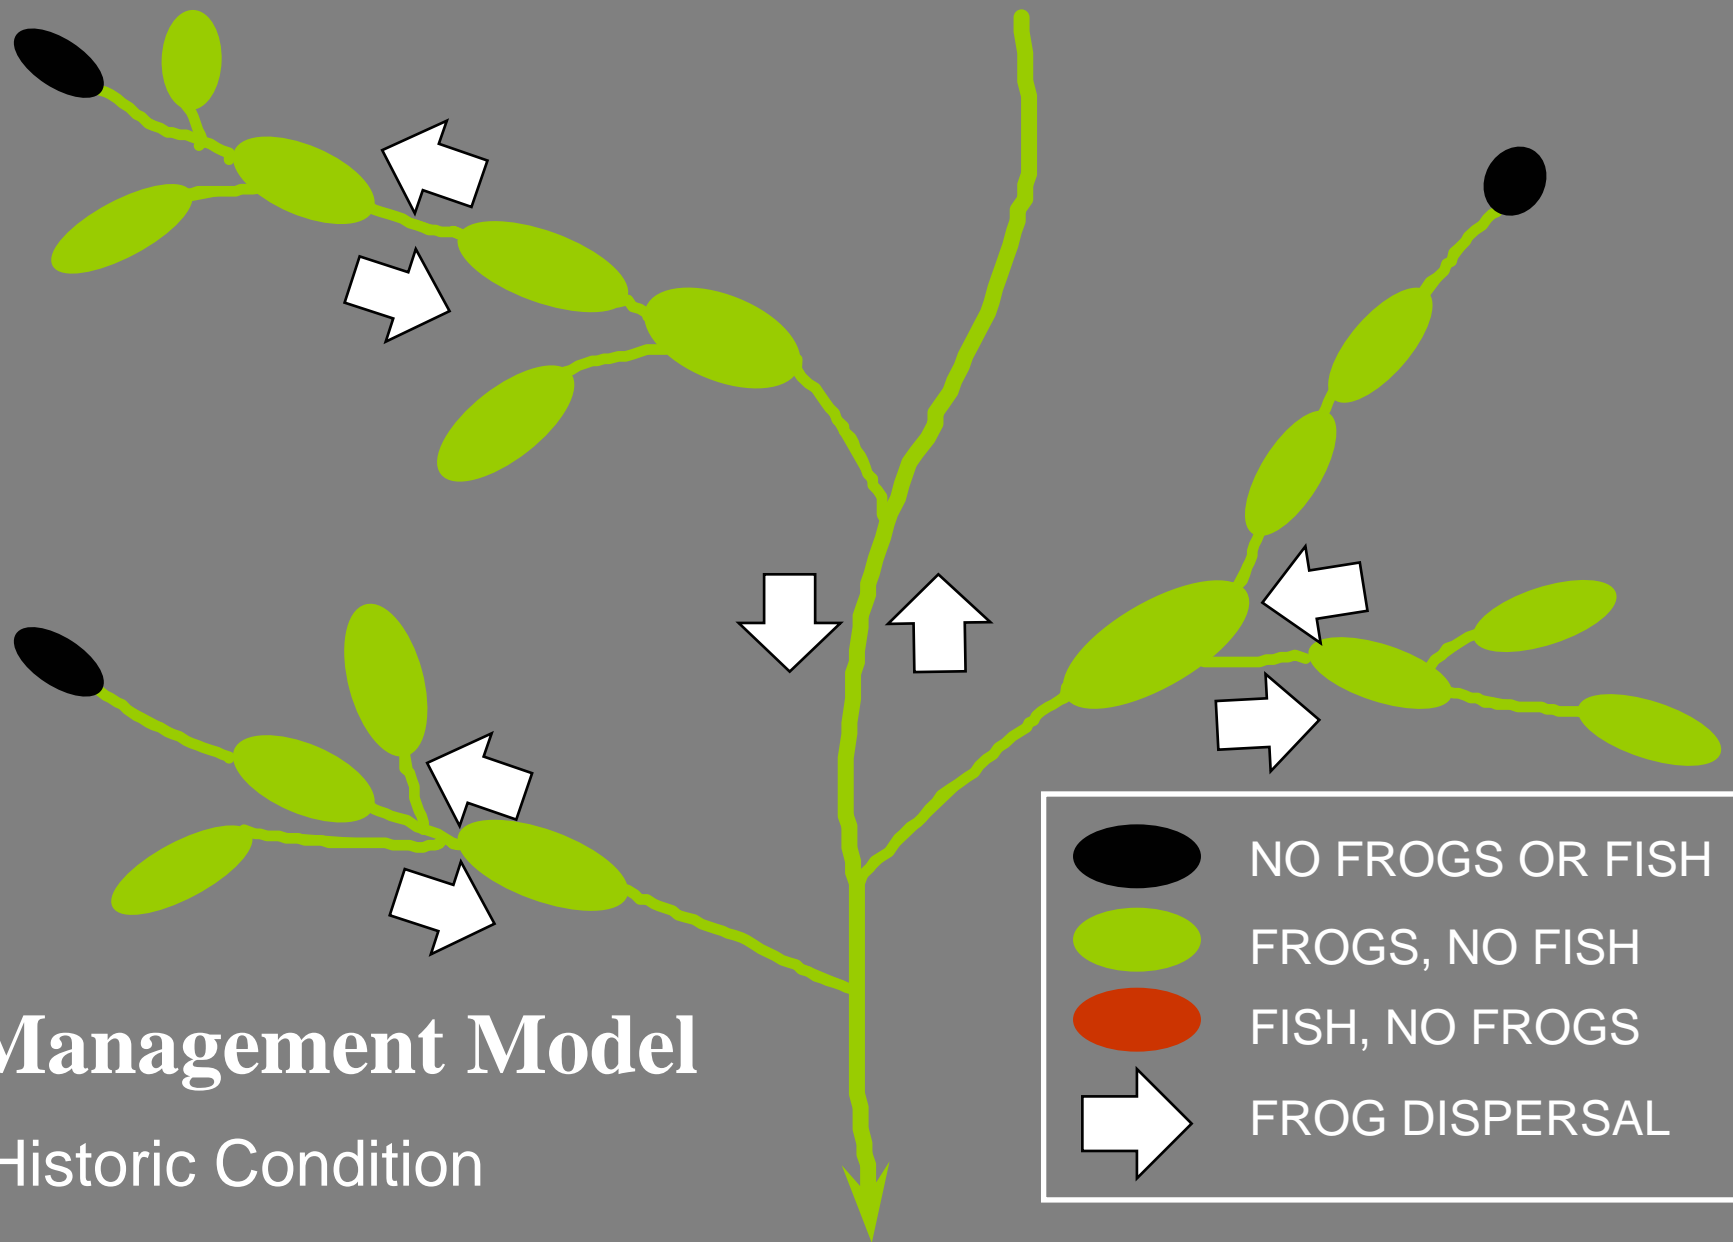 Management Model
Historic Condition
NO FROGS OR FISH
FROGS, NO FISH
FISH, NO FROGS
FROG DISPERSAL